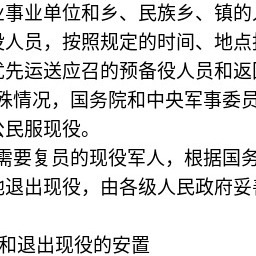 业事业单位和乡、民族乡、镇的
役人员，按照规定的时间、地点
优先运送应召的预备役人员和返
殊情况，国务院和中央军事委员
公民服现役。
需要复员的现役军人，根据国务
地退出现役，由各级人民政府妥
和退出现役的安置